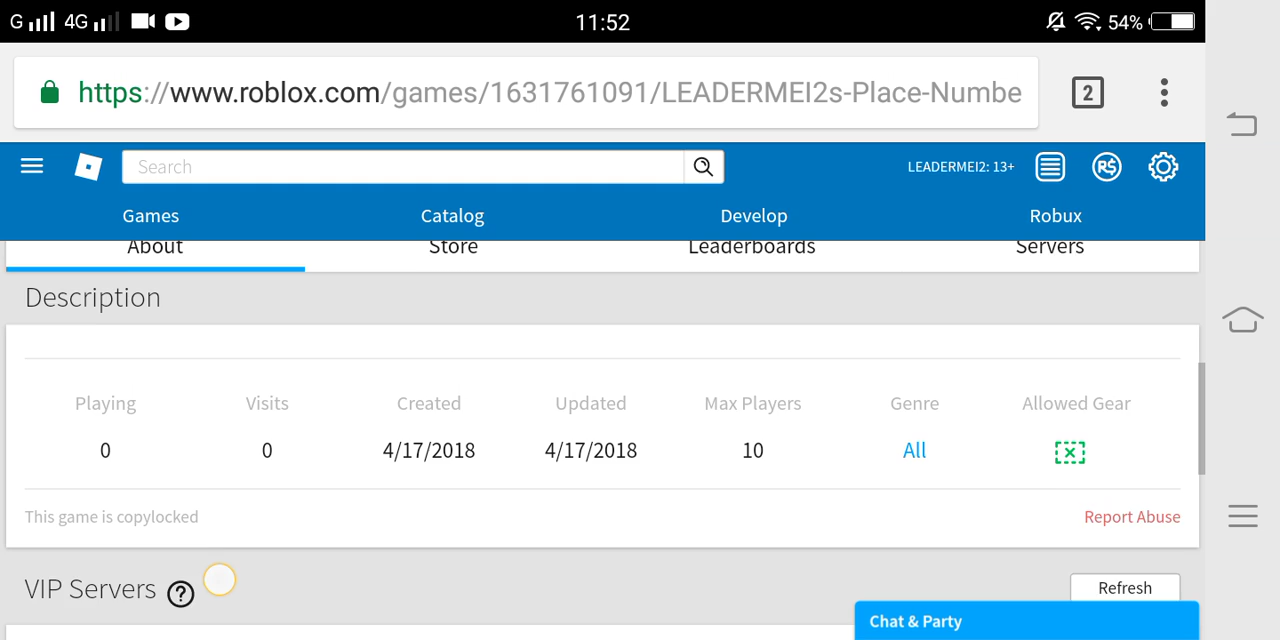 G 4G 11:52 54%
https://www.roblox.com/games/1631761091/LEADERMEI2s-Place-Numbe 2
Search LEADERMEI2: 13+ R$
Games Catalog Develop Robux
About Store Leaderboards Servers
Description
Playing Visits Created Updated Max Players Genre Allowed Gear
0 0 4/17/2018 4/17/2018 10 All
This game is copylocked Report Abuse
VIP Servers ? Refresh
Chat & Party